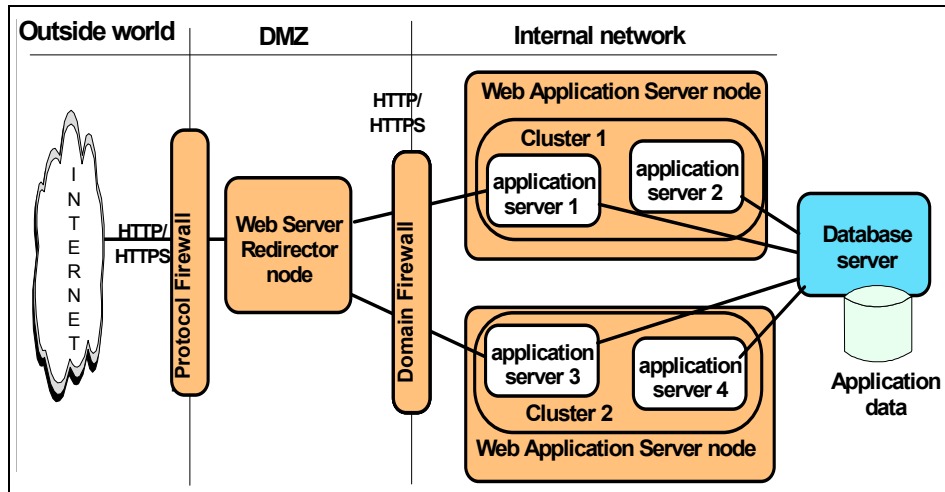 Outside world
DMZ
Internal network
INTERNET
HTTP/
HTTPS
Protocol Firewall
Web Server
Redirector
node
HTTP/
HTTPS
Domain Firewall
Web Application Server node
Cluster 1
application
server 1
application
server 2
application
server 3
application
server 4
Cluster 2
Web Application Server node
Database
server
Application
data